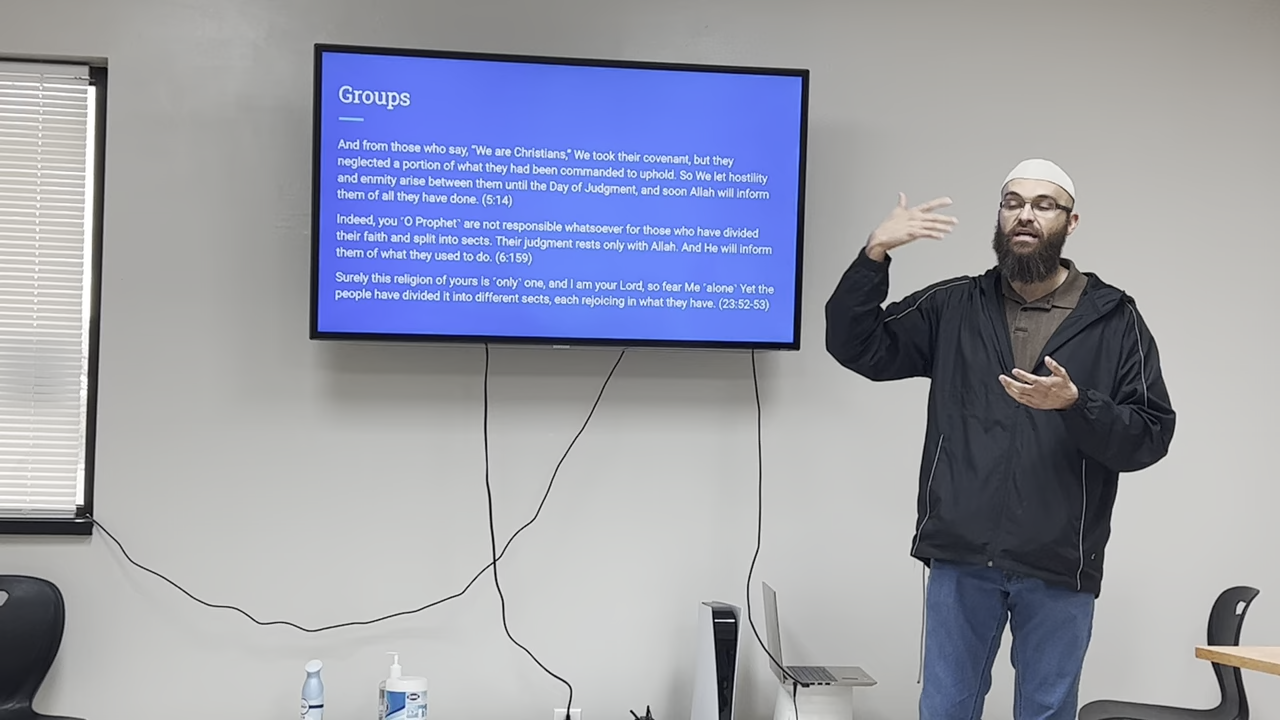 Groups
And from those who say, "We are Christians," We took their covenant, but they
neglected a portion of what they had been commanded to uphold. So We let hostility
and enmity arise between them until the Day of Judgment, and soon Allah will inform
them of all they have done. (5:14)
Indeed, you ˹O Prophet˺ are not responsible whatsoever for those who have divided
their faith and split into sects. Their judgment rests only with Allah. And He will inform
them of what they used to do. (6:159)
Surely this religion of yours is ˹only˺ one, and I am your Lord, so fear Me ˹alone˺ Yet the
people have divided it into different sects, each rejoicing in what they have. (23:52-53)